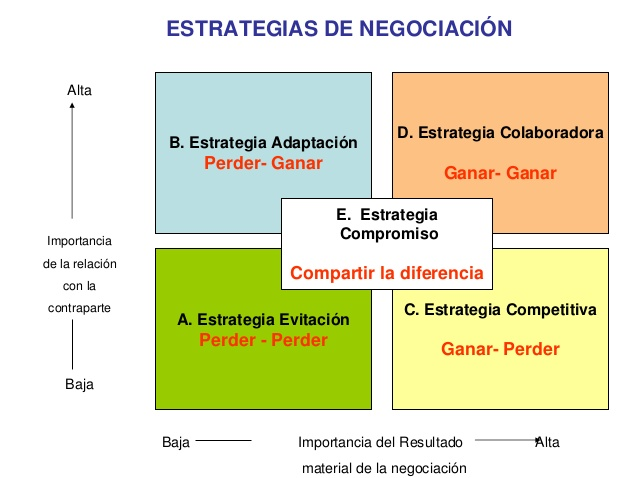 ESTRATEGIAS DE NEGOCIACIÓN
Alta
B. Estrategia Adaptación
Perder- Ganar
D. Estrategia Colaboradora
Ganar- Ganar
E.  Estrategia
Compromiso
Compartir la diferencia
Importancia
de la relación
con la
contraparte
A. Estrategia Evitación
Perder - Perder
C. Estrategia Competitiva
Ganar- Perder
Baja
Baja
Importancia del Resultado
Alta
material de la negociación